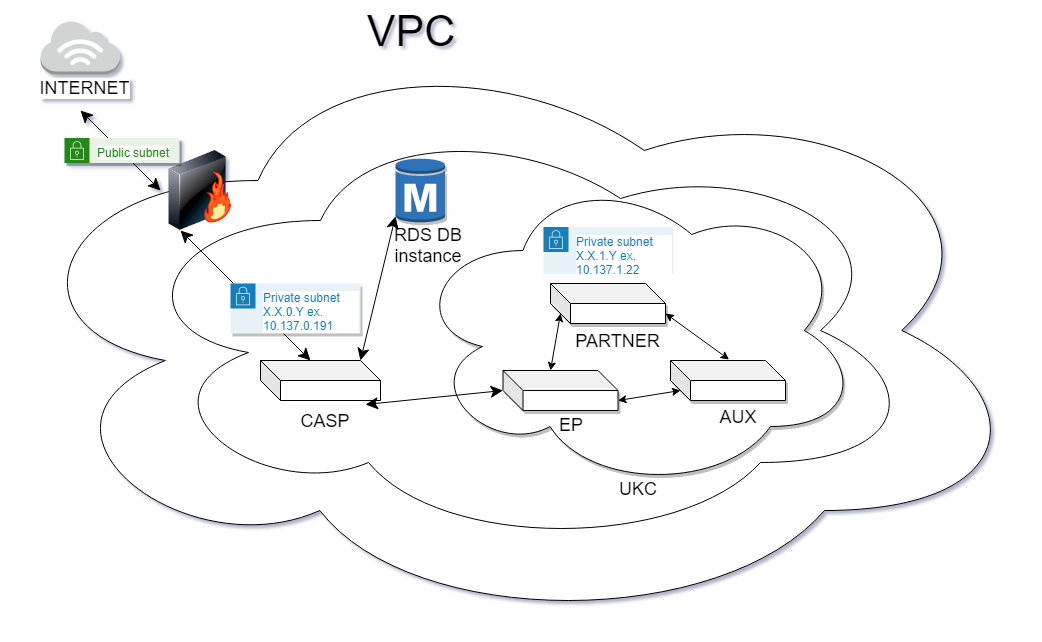 VPC
INTERNET
Public subnet
M
RDS DB
instance
Private subnet
X.X.1.Y ex.
10.137.1.22
Private subnet
X.X.0.Y ex.
10.137.0.191
PARTNER
CASP
EP
AUX
UKC